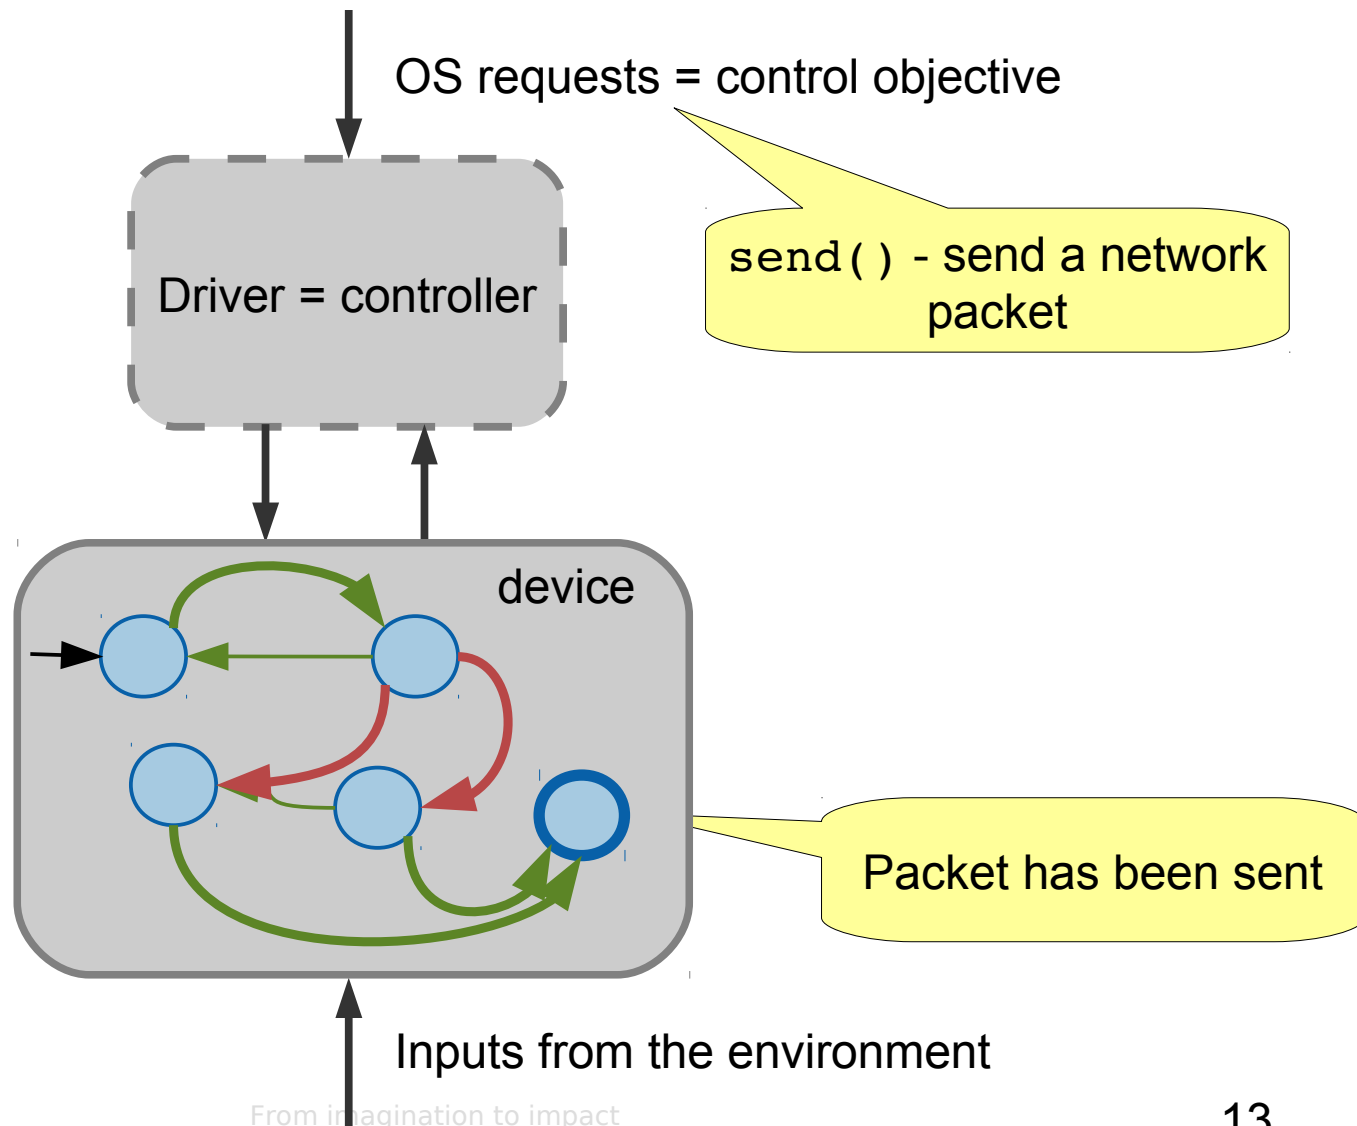 OS requests = control objective
send() - send a network
packet
Driver = controller
device
Packet has been sent
Inputs from the environment
From imagination to impact
13